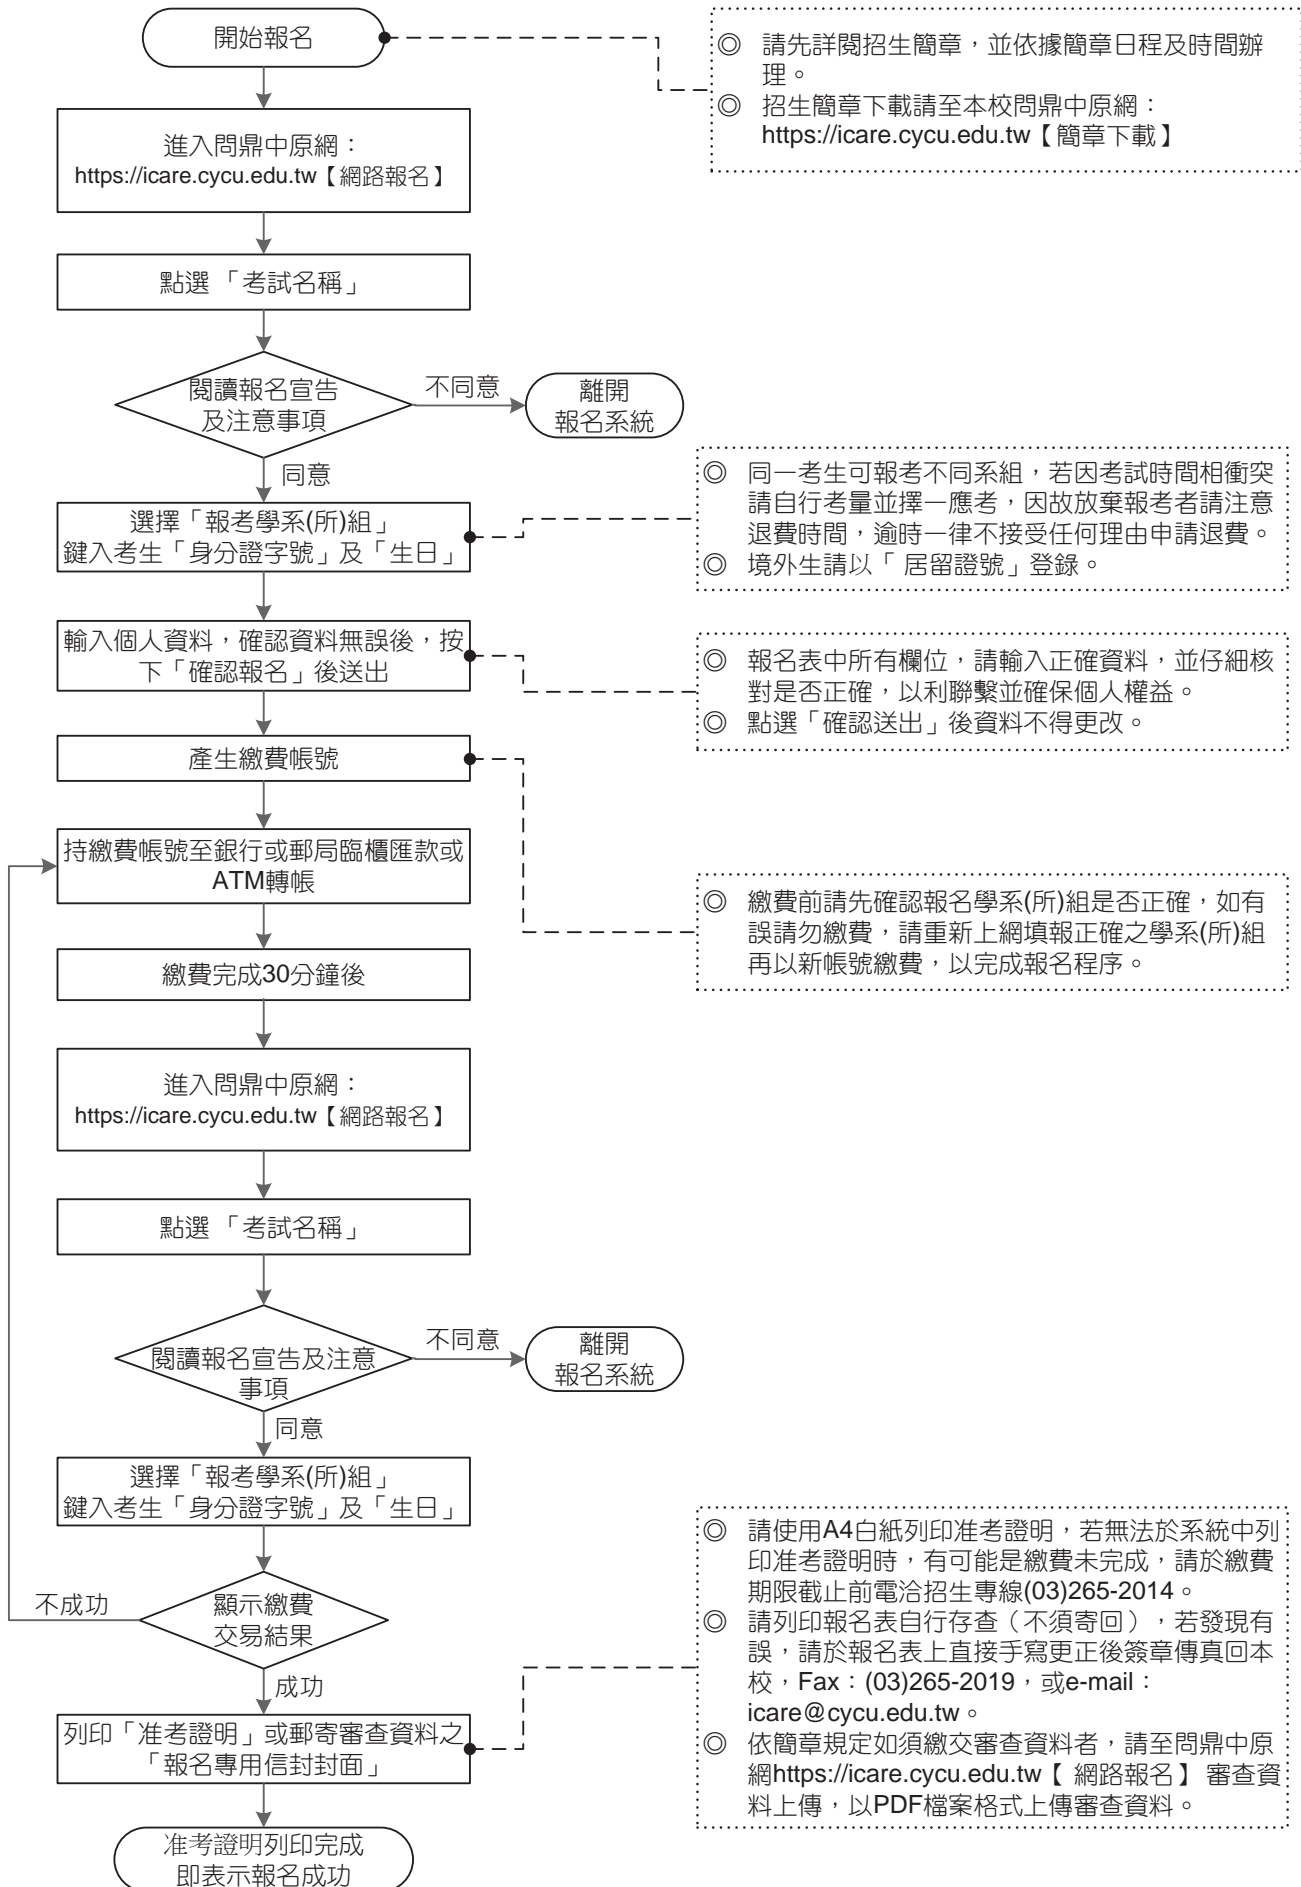 開始報名
◎ 請先詳閱招生簡章，並依據簡章日程及時間辦
理。
◎ 招生簡章下載請至本校問鼎中原網：
https://icare.cycu.edu.tw【簡章下載】
進入問鼎中原網：
https://icare.cycu.edu.tw【網路報名】
點選「考試名稱」
閱讀報名宣告
及注意事項
不同意
離開
報名系統
同意
選擇「報考學系(所)組」
鍵入考生「身分證字號」及「生日」
◎ 同一考生可報考不同系組，若因考試時間相衝突
請自行考量並擇一應考，因故放棄報考者請注意
退費時間，逾時一律不接受任何理由申請退費。
◎ 境外生請以「 居留證號」登錄。
輸入個人資料，確認資料無誤後，按
下「確認報名」後送出
◎ 報名表中所有欄位，請輸入正確資料，並仔細核
對是否正確，以利聯繫並確保個人權益。
◎ 點選「確認送出」後資料不得更改。
產生繳費帳號
持繳費帳號至銀行或郵局臨櫃匯款或
ATM轉帳
◎ 繳費前請先確認報名學系(所)組是否正確，如有
誤請勿繳費，請重新上網填報正確之學系(所)組
再以新帳號繳費，以完成報名程序。
繳費完成30分鐘後
進入問鼎中原網：
https://icare.cycu.edu.tw【網路報名】
點選「考試名稱」
閱讀報名宣告及注意
事項
不同意
離開
報名系統
同意
選擇「報考學系(所)組」
鍵入考生「身分證字號」及「生日」
顯示繳費
交易結果
不成功
成功
◎ 請使用A4白紙列印准考證明，若無法於系統中列
印准考證明時，有可能是繳費未完成，請於繳費
期限截止前電洽招生專線(03)265-2014。
◎ 請列印報名表自行存查（不須寄回），若發現有
誤，請於報名表上直接手寫更正後簽章傳真回本
校，Fax：(03)265-2019，或e-mail：
icare@cycu.edu.tw。
◎ 依簡章規定如須繳交審查資料者，請至問鼎中原
網https://icare.cycu.edu.tw【 網路報名】 審查資
料上傳，以PDF檔案格式上傳審查資料。
列印「准考證明」或郵寄審查資料之
「報名專用信封封面」
准考證明列印完成
即表示報名成功